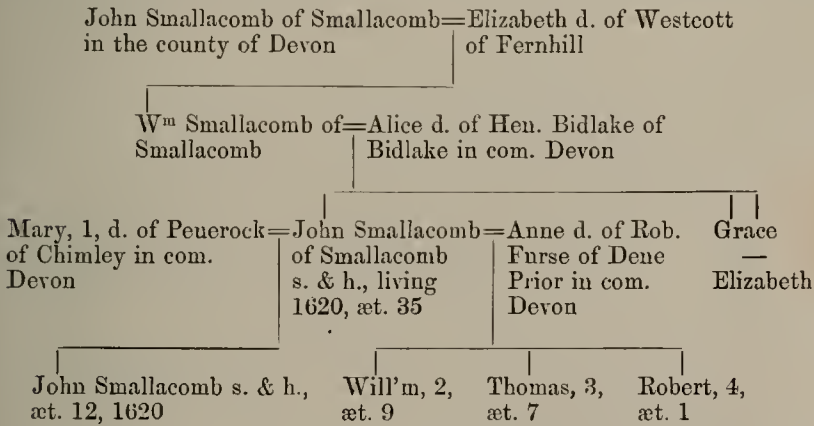 John Smallacomb of Smallacomb=Elizabeth d. of Westcott
in the county of Devon of Fernhill
Wᵐ Smallacomb of=Alice d. of Hen. Bidlake of
Smallacomb Bidlake in com. Devon
Mary, 1, d. of Peuerock=John Smallacomb=Anne d. of Rob. Grace
of Chimley in com. of Smallacomb Furse of Dene —
Devon s. & h., living Prior in com. Elizabeth
1620, æt. 35 Devon
John Smallacomb s. & h., Will'm, 2, Thomas, 3, Robert, 4,
æt. 12, 1620 æt. 9 æt. 7 æt. 1